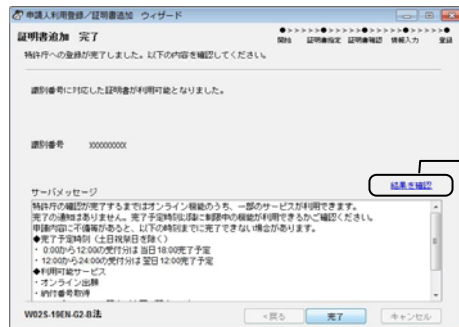 申請人利用登録／証明書追加 ウィザード
証明書追加 完了
開始 証明書指定 証明書確認 情報入力 登録
特許庁への登録が完了しました。以下の内容を確認してください。
識別番号に対応した証明書が利用可能となりました。
識別番号 XXXXXXXXX
結果を確認
サーバメッセージ
特許庁の確認が完了するまではオンライン機能のうち、一部のサービスが利用できます。
完了の通知はありません。完了予定時刻以降に制限中の機能が利用できるかご確認ください。
申請内容に不備等があると、以下の時刻までに完了できない場合があります。
◆完了予定時刻（土日祝祭日を除く）
・ 0:00から12:00の受付分は 当日18:00完了予定
・ 12:00から24:00の受付分は 翌日12:00完了予定
◆利用可能サービス
・オンライン出願
・納付番号取得
W02S-19EN-G2-B法
<戻る 完了 キャンセル